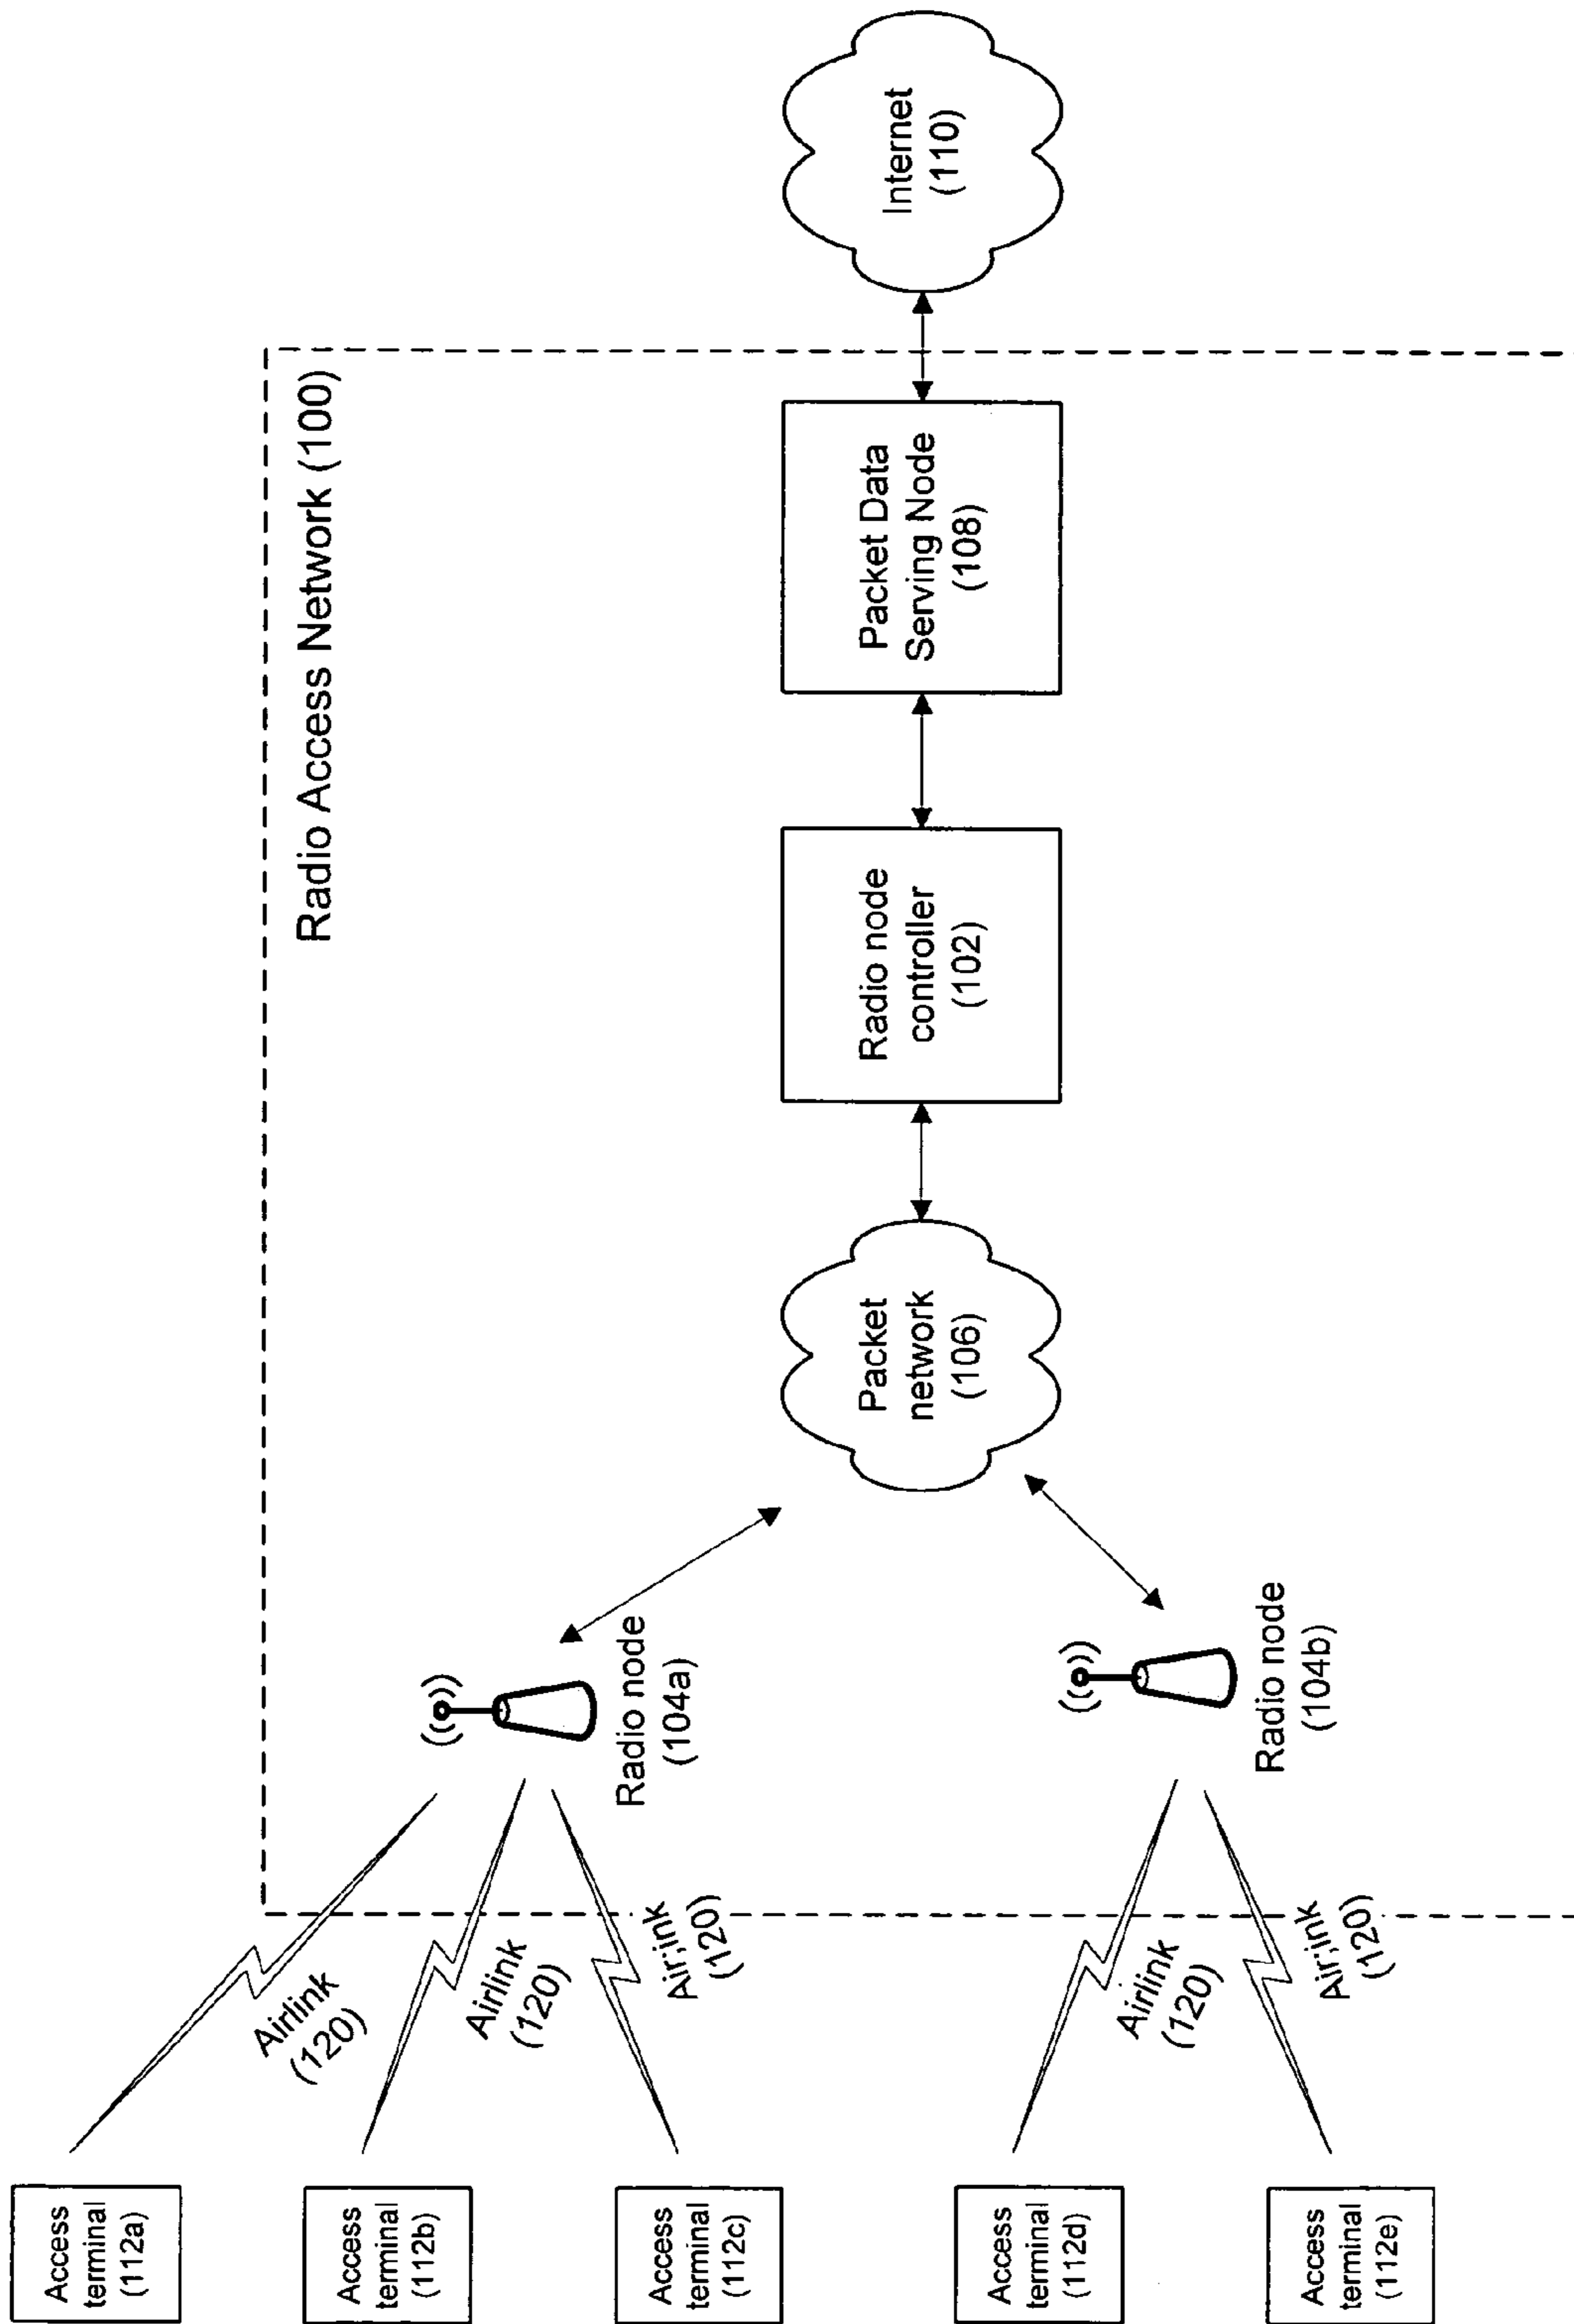 Radio Access Network (100)
Access
terminal
(112a)
Airlink
(120)
Access
terminal
(112b)
Airlink
(120)
Radio node
(104a)
Access
terminal
(112c)
Air:ink
(120)
Packet
network
(106)
Radio node
controller
(102)
Packet Data
Serving Node
(108)
Internet
(110)
Access
terminal
(112d)
Airlink
(120)
Radio node
(104b)
Access
terminal
(112e)
Air:ink
(120)